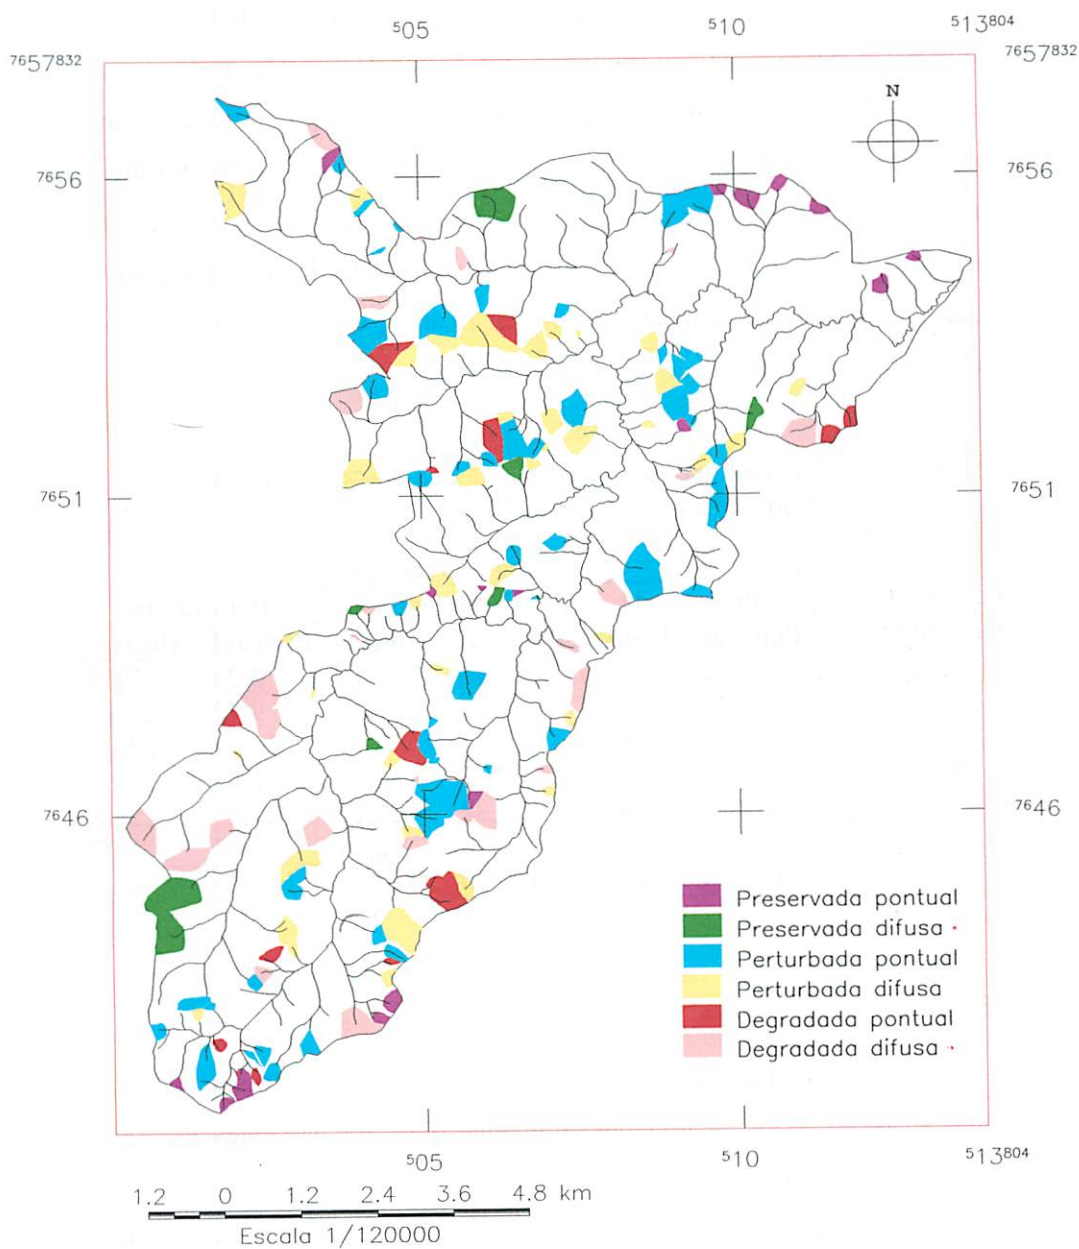 505 510 513804
7657832 7657832
N
7656 7656
7651 7651
7646 7646
Preservada pontual
Preservada difusa
Perturbada pontual
Perturbada difusa
Degradada pontual
Degradada difusa
505 510 513804
1.2 0 1.2 2.4 3.6 4.8 km
Escala 1/120000